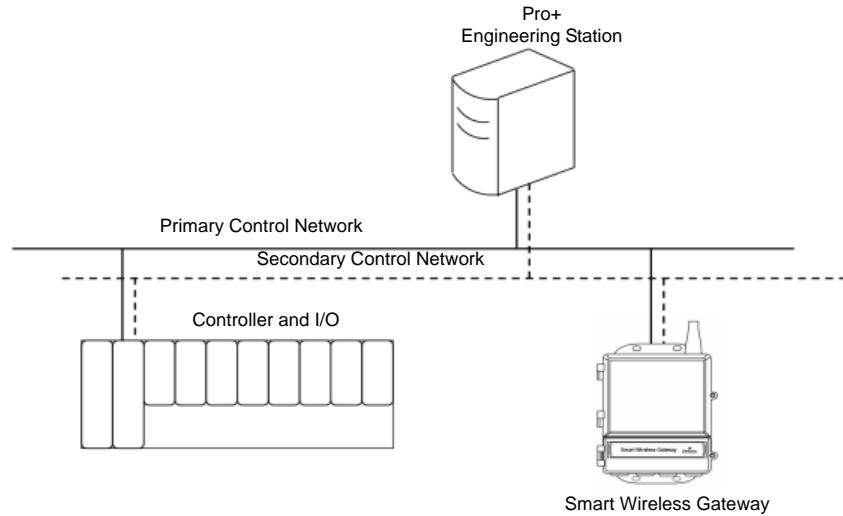 Pro+
Engineering Station
Primary Control Network
Secondary Control Network
Controller and I/O
Smart Wireless Gateway
Smart Wireless Gateway